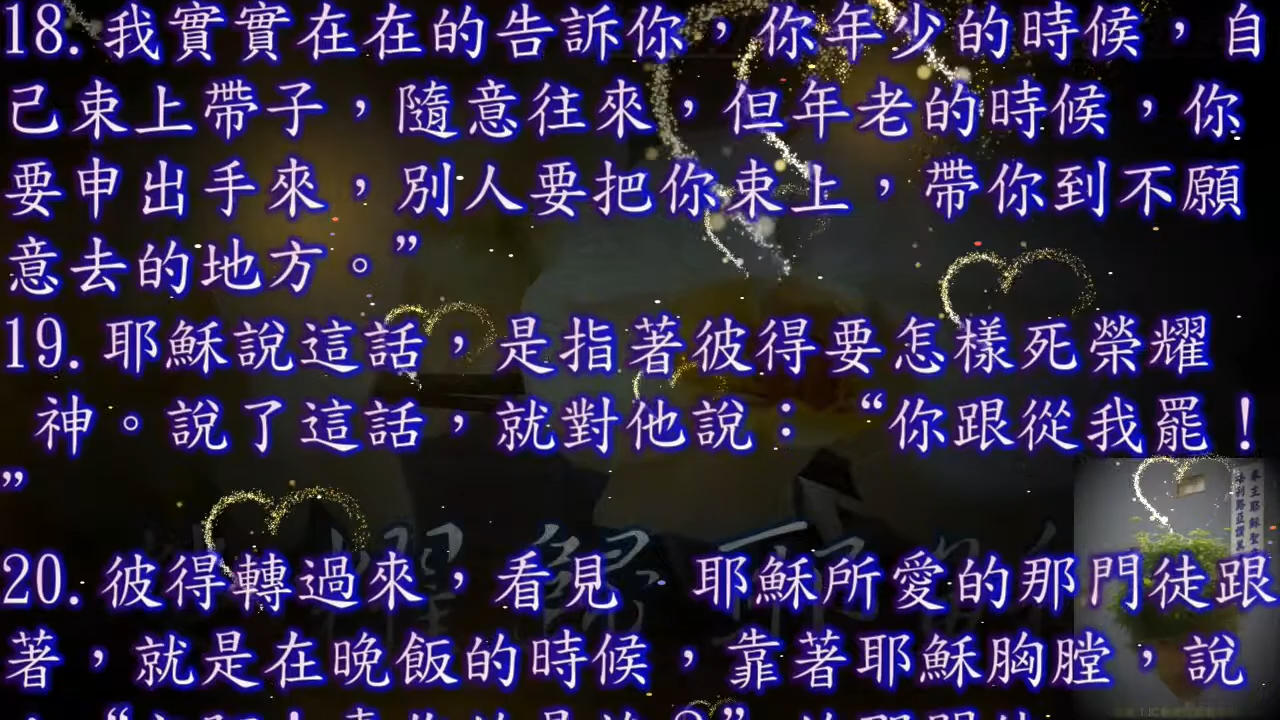 18. 我實實在在的告訴你，你年少的時候，自
己束上帶子，隨意往來，但年老的時候，你
要申出手來，別人要把你束上，帶你到不願
意去的地方。”
19. 耶穌說這話，是指著彼得要怎樣死榮耀
神。說了這話，就對他說：“你跟從我罷！
”
20. 彼得轉過來，看見　耶穌所愛的那門徒跟
著，就是在晚飯的時候，靠著耶穌胸膛，說